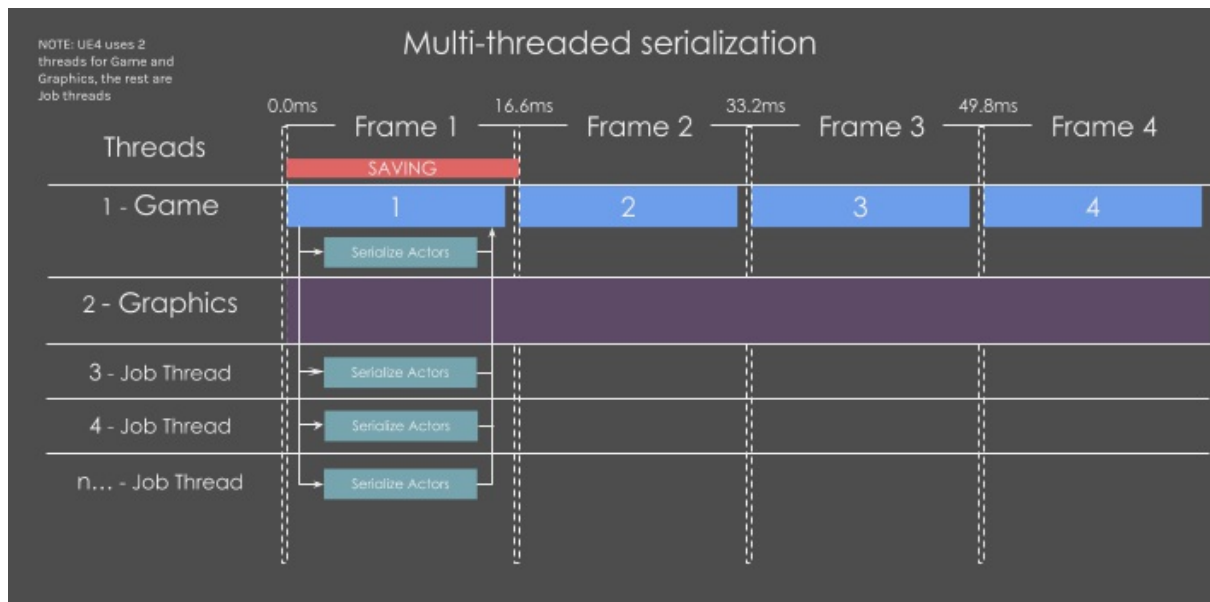 NOTE: UE4 uses 2
threads for Game and
Graphics, the rest are
Job threads
Multi-threaded serialization
0.0ms
16.6ms
33.2ms
49.8ms
Frame 1
Frame 2
Frame 3
Frame 4
Threads
SAVING
1 - Game
1
2
3
4
Serialize Actors
2 - Graphics
3 - Job Thread
Serialize Actors
4 - Job Thread
Serialize Actors
n... - Job Thread
Serialize Actors